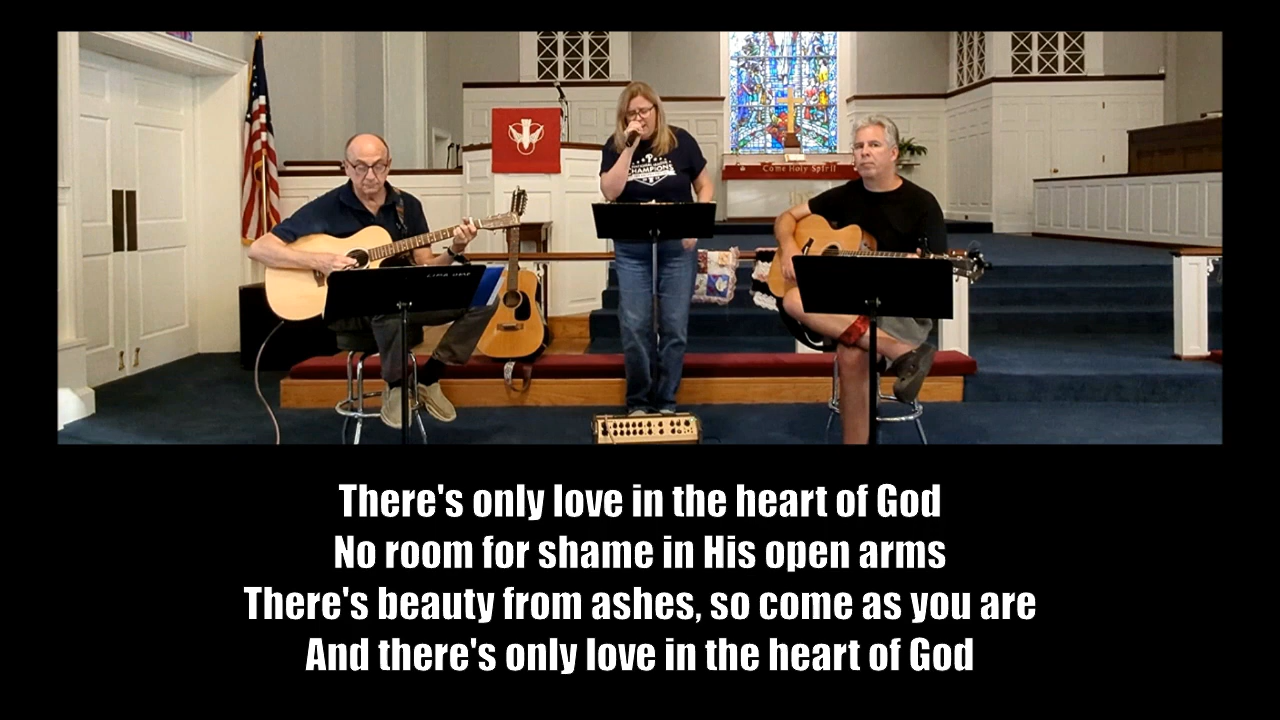 CHAMPIONS
Come Holy Spirit
There's only love in the heart of God
No room for shame in His open arms
There's beauty from ashes, so come as you are
And there's only love in the heart of God